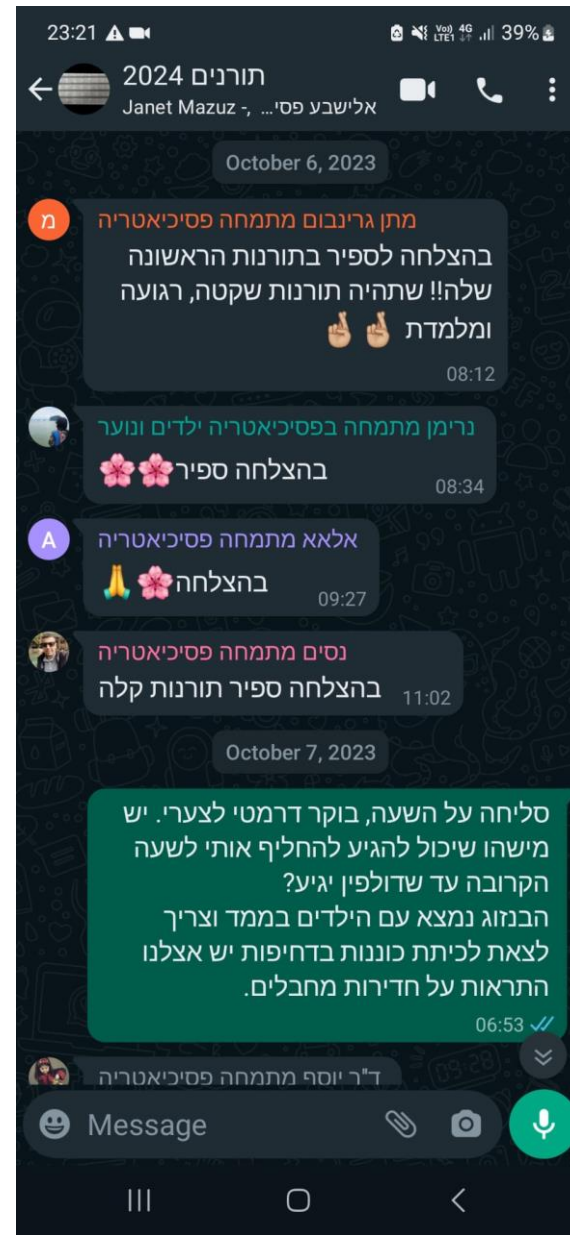 23:21
39%
תורנים 2024
Janet Mazuz -, אלישבע פסי...
October 6, 2023
מ
מתן גרינבום מתמחה פסיכיאטריה
בהצלחה לספיר בתורנות הראשונה
שלה!! שתהיה תורנות שקטה, רגועה
ומלמדת 🤞🏼 🤞🏼
08:12
נרימן מתמחה בפסיכיאטריה ילדים ונוער
בהצלחה ספיר🌸🌸
08:34
A
אלאא מתמחה פסיכיאטריה
בהצלחה🌸🙏
09:27
נסים מתמחה פסיכיאטריה
בהצלחה ספיר תורנות קלה
11:02
October 7, 2023
סליחה על השעה, בוקר דרמטי לצערי. יש
מישהו שיכול להגיע להחליף אותי לשעה
הקרובה עד שדולפין יגיע?
הבנזוג נמצא עם הילדים בממד וצריך
לצאת לכיתת כוננות בדחיפות יש אצלנו
התראות על חדירות מחבלים.
06:53
ד"ר יוסף מתמחה פסיכיאטריה
Message